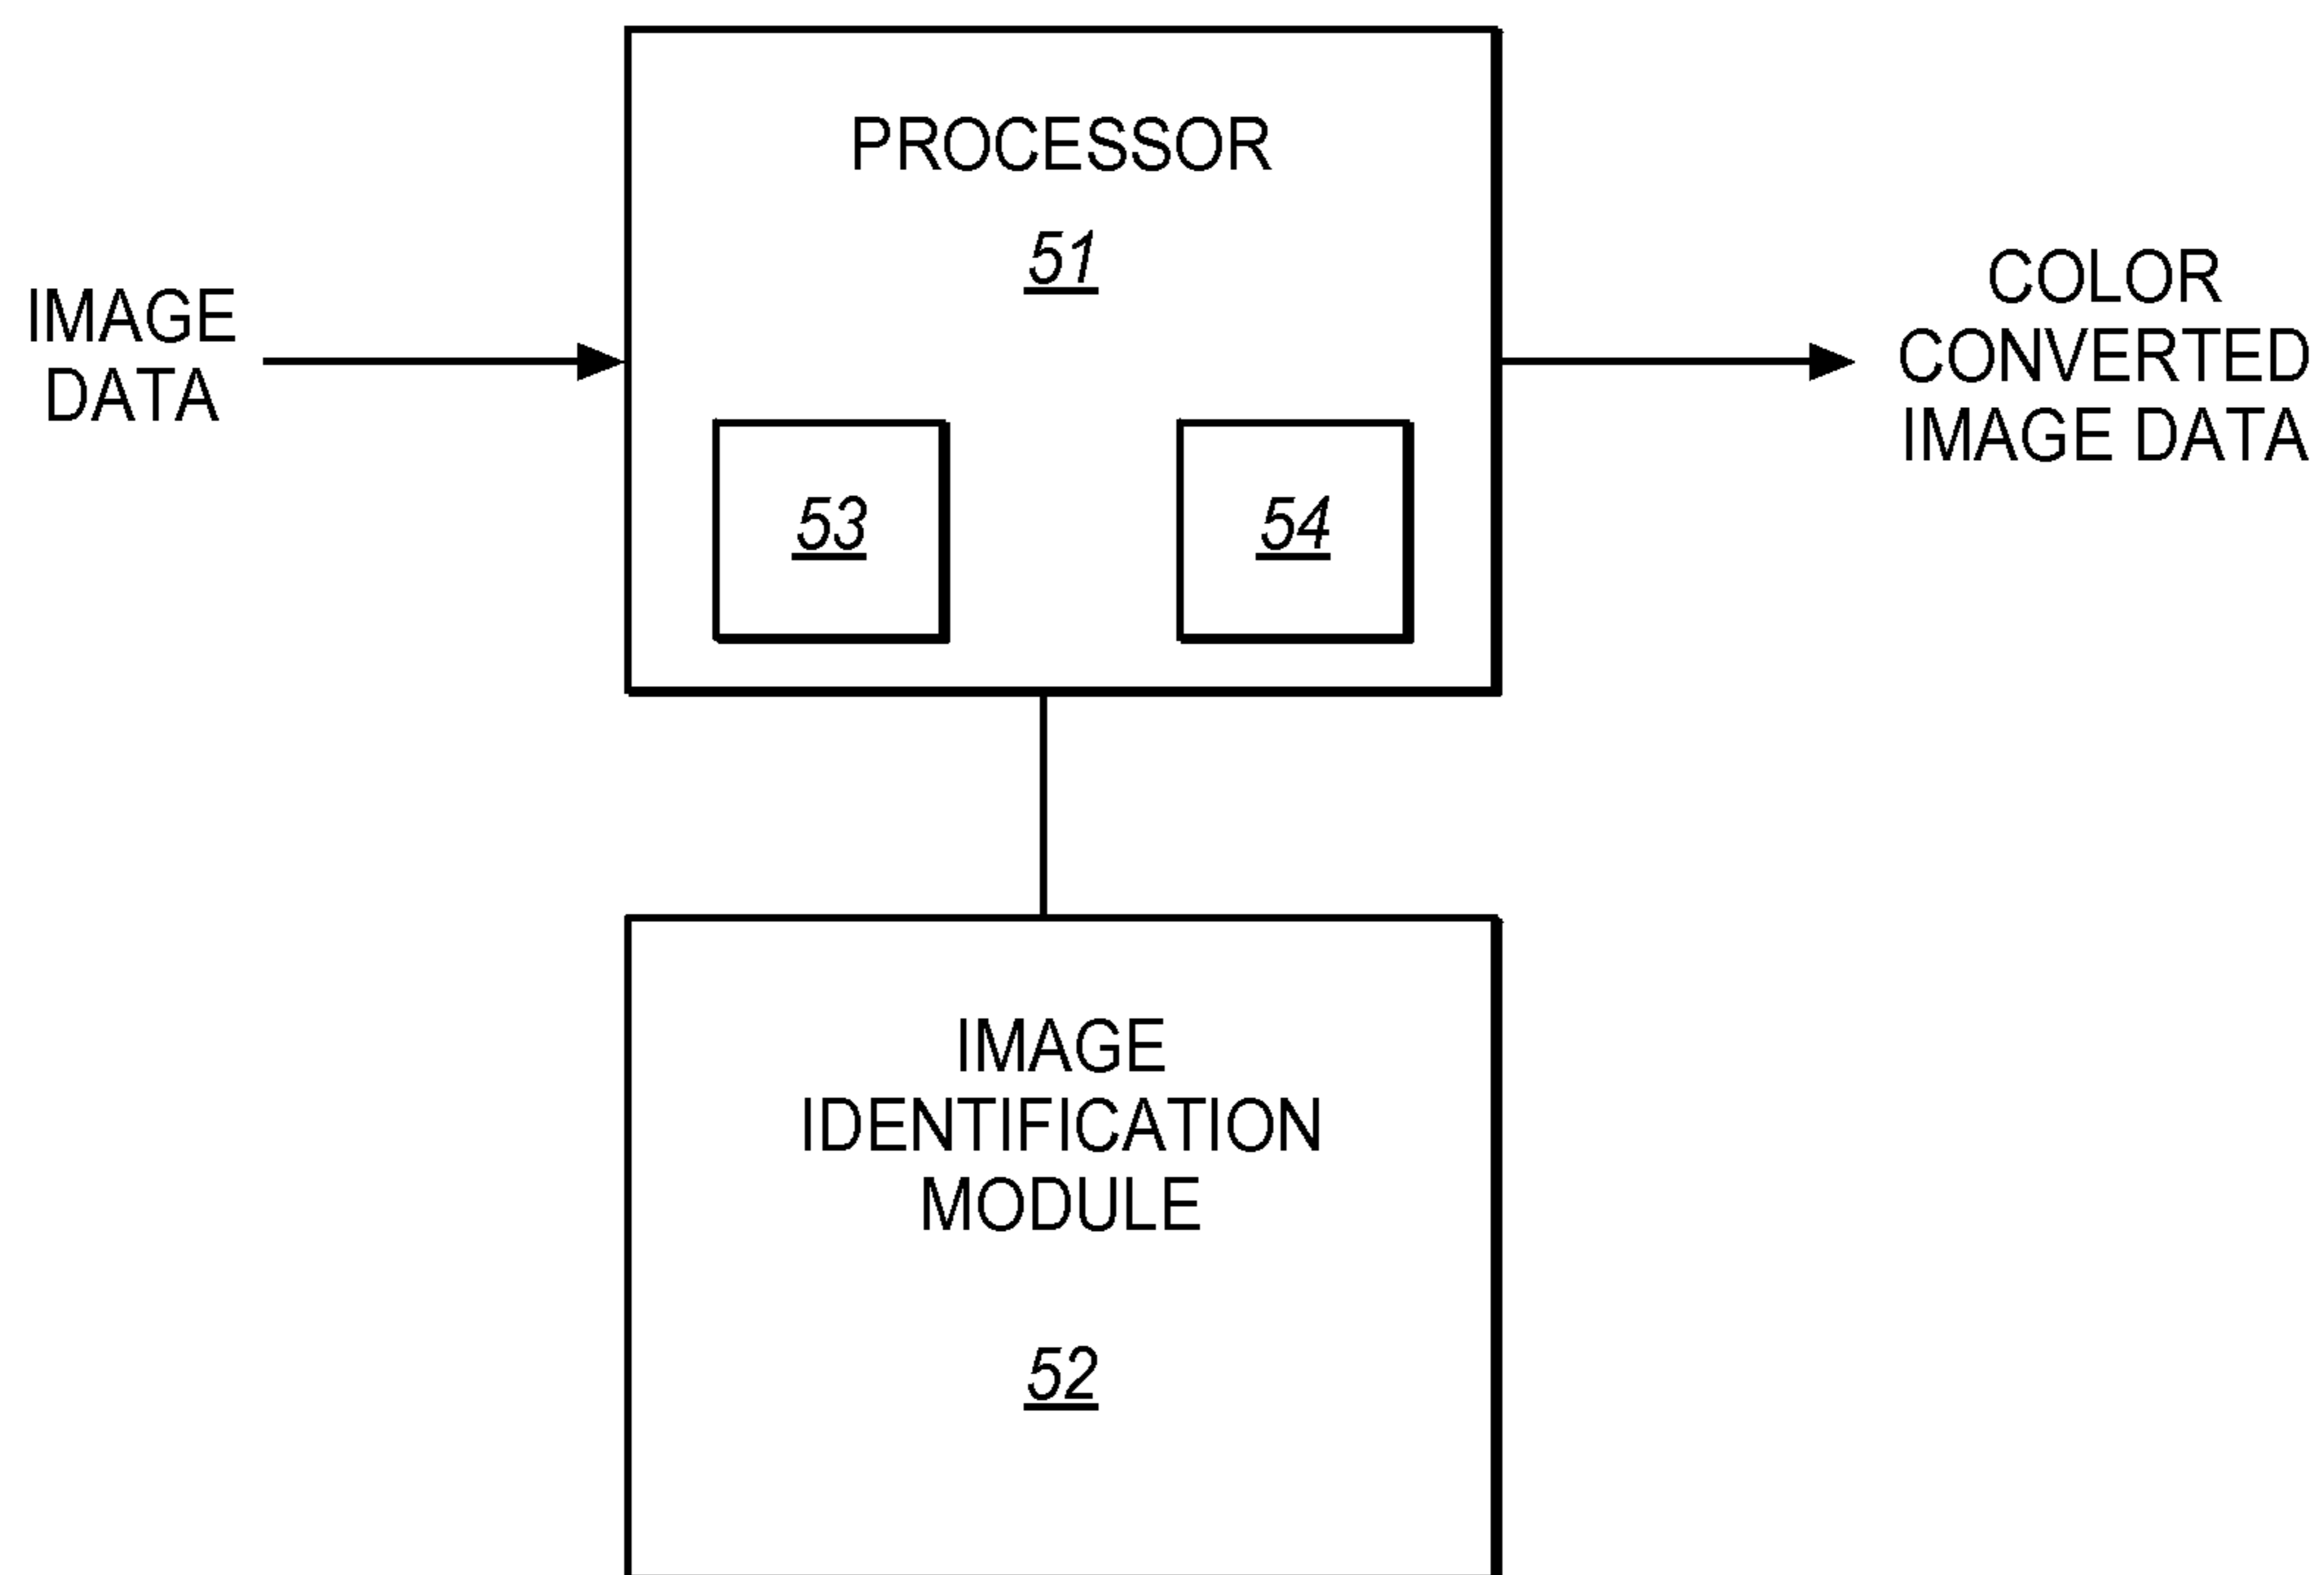 PROCESSOR
51
IMAGE
DATA
COLOR
CONVERTED
IMAGE DATA
53
54
IMAGE
IDENTIFICATION
MODULE
52